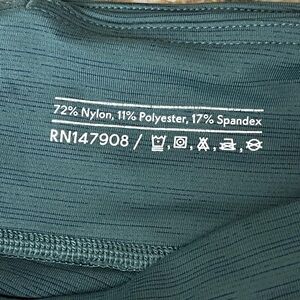 72% Nylon, 11% Polyester, 17% Spandex
RN147908 /